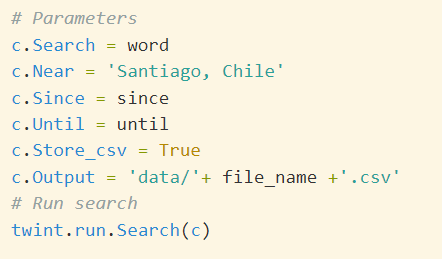 # Parameters
c.Search = word
c.Near = 'Santiago, Chile'
c.Since = since
c.Until = until
c.Store_csv = True
c.Output = 'data/'+ file_name +'.csv'
# Run search
twint.run.Search(c)